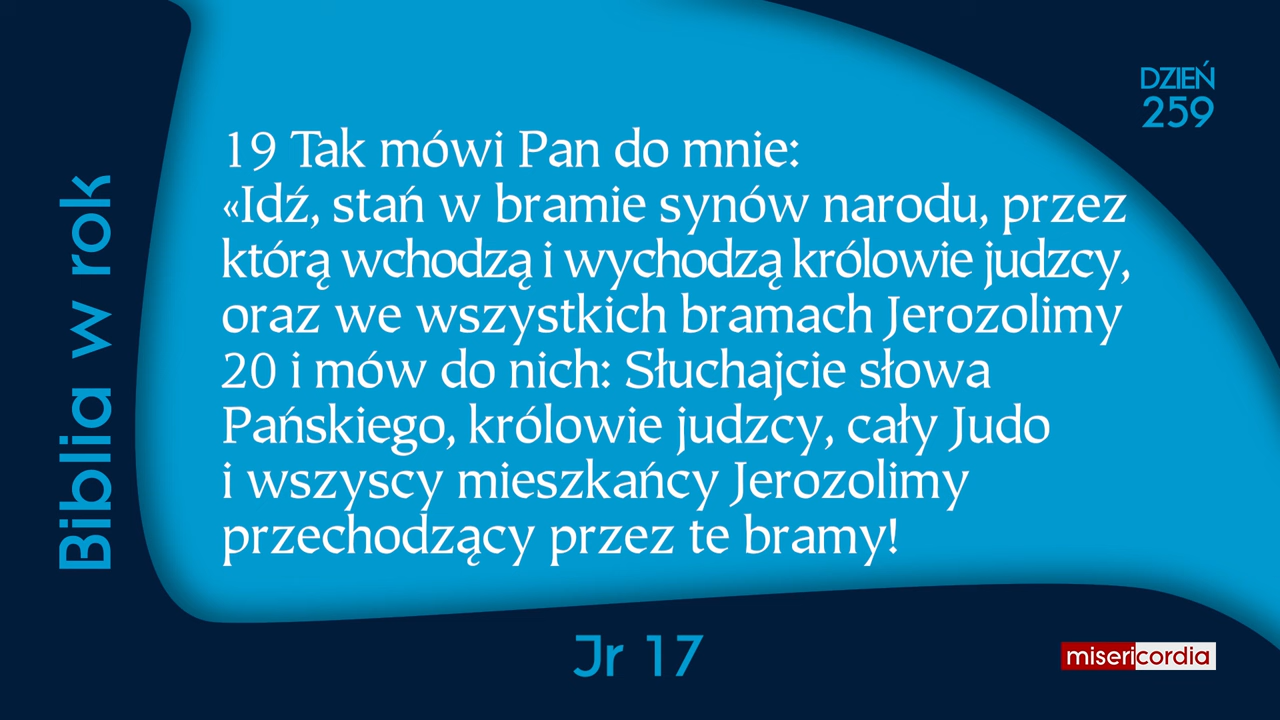 DZIEŃ
259
19 Tak mówi Pan do mnie:
«Idź, stań w bramie synów narodu, przez
którą wchodzą i wychodzą królowie judzcy,
oraz we wszystkich bramach Jerozolimy
20 i mów do nich: Słuchajcie słowa
Pańskiego, królowie judzcy, cały Judo
i wszyscy mieszkańcy Jerozolimy
przechodzący przez te bramy!
Biblia w rok
Jr 17
misericordia